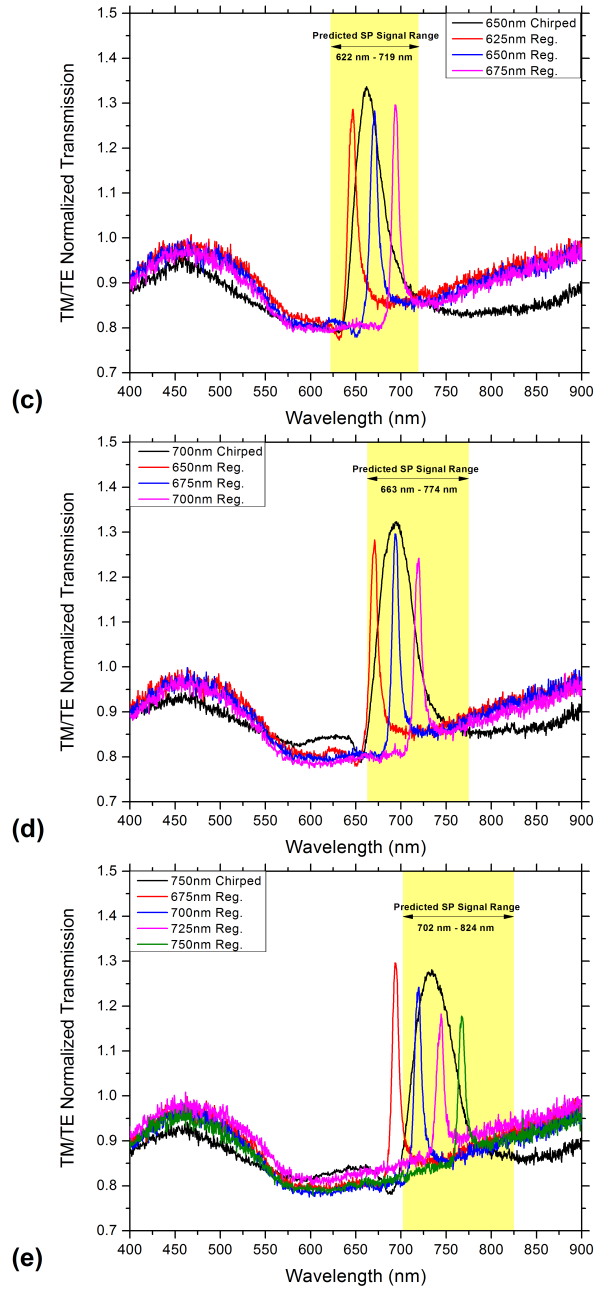 1.5
1.4
1.3
1.2
1.1
1.0
0.9
0.8
0.7
TM/TE Normalized Transmission
Predicted SP Signal Range
622 nm - 719 nm
650nm Chirped
625nm Reg.
650nm Reg.
675nm Reg.
400 450 500 550 600 650 700 750 800 850 900
(c)
Wavelength (nm)
1.5
1.4
1.3
1.2
1.1
1.0
0.9
0.8
0.7
TM/TE Normalized Transmission
700nm Chirped
650nm Reg.
675nm Reg.
700nm Reg.
Predicted SP Signal Range
663 nm - 774 nm
400 450 500 550 600 650 700 750 800 850 900
(d)
Wavelength (nm)
1.5
1.4
1.3
1.2
1.1
1.0
0.9
0.8
0.7
TM/TE Normalized Transmission
750nm Chirped
675nm Reg.
700nm Reg.
725nm Reg.
750nm Reg.
Predicted SP Signal Range
702 nm - 824 nm
400 450 500 550 600 650 700 750 800 850 900
(e)
Wavelength (nm)